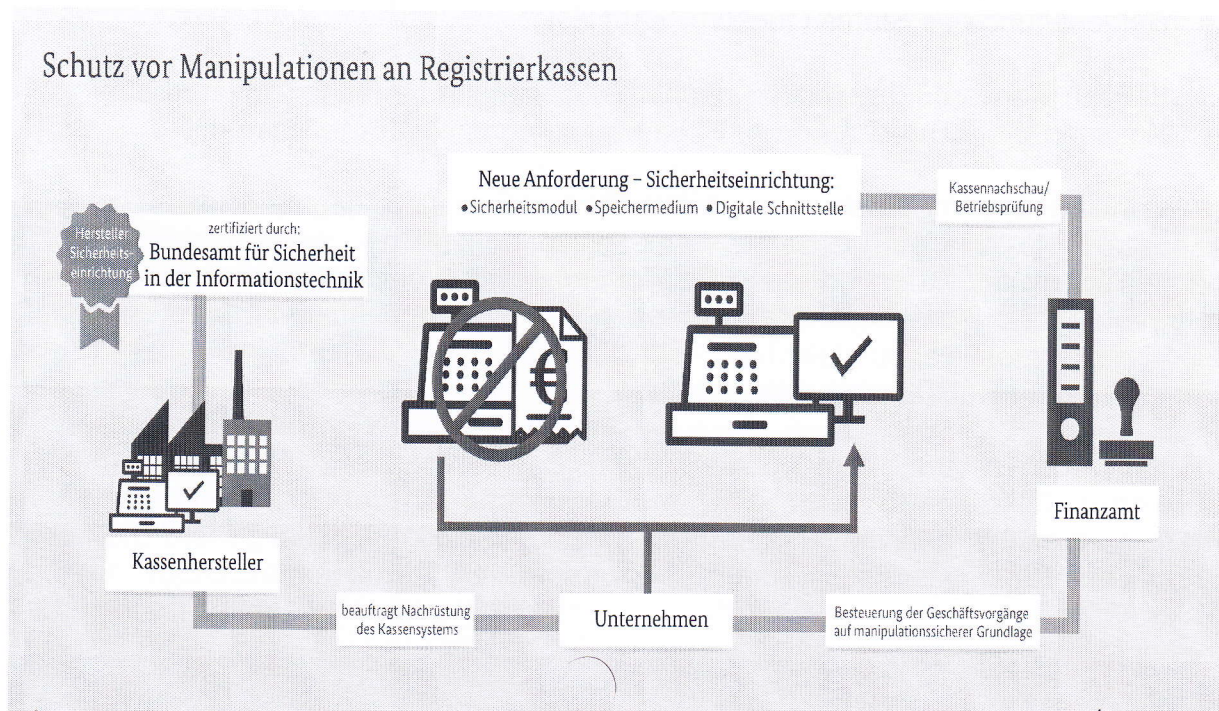 Schutz vor Manipulationen an Registrierkassen
Neue Anforderung – Sicherheitseinrichtung:
•Sicherheitsmodul •Speichermedium •Digitale Schnittstelle
Kassennachschau/
Betriebsprüfung
Hersteller
Sicherheits-
einrichtung
zertifiziert durch:
Bundesamt für Sicherheit
in der Informationstechnik
€
Kassenhersteller
Finanzamt
beauftragt Nachrüstung
des Kassensystems
Unternehmen
Besteuerung der Geschäftsvorgänge
auf manipulationssicherer Grundlage